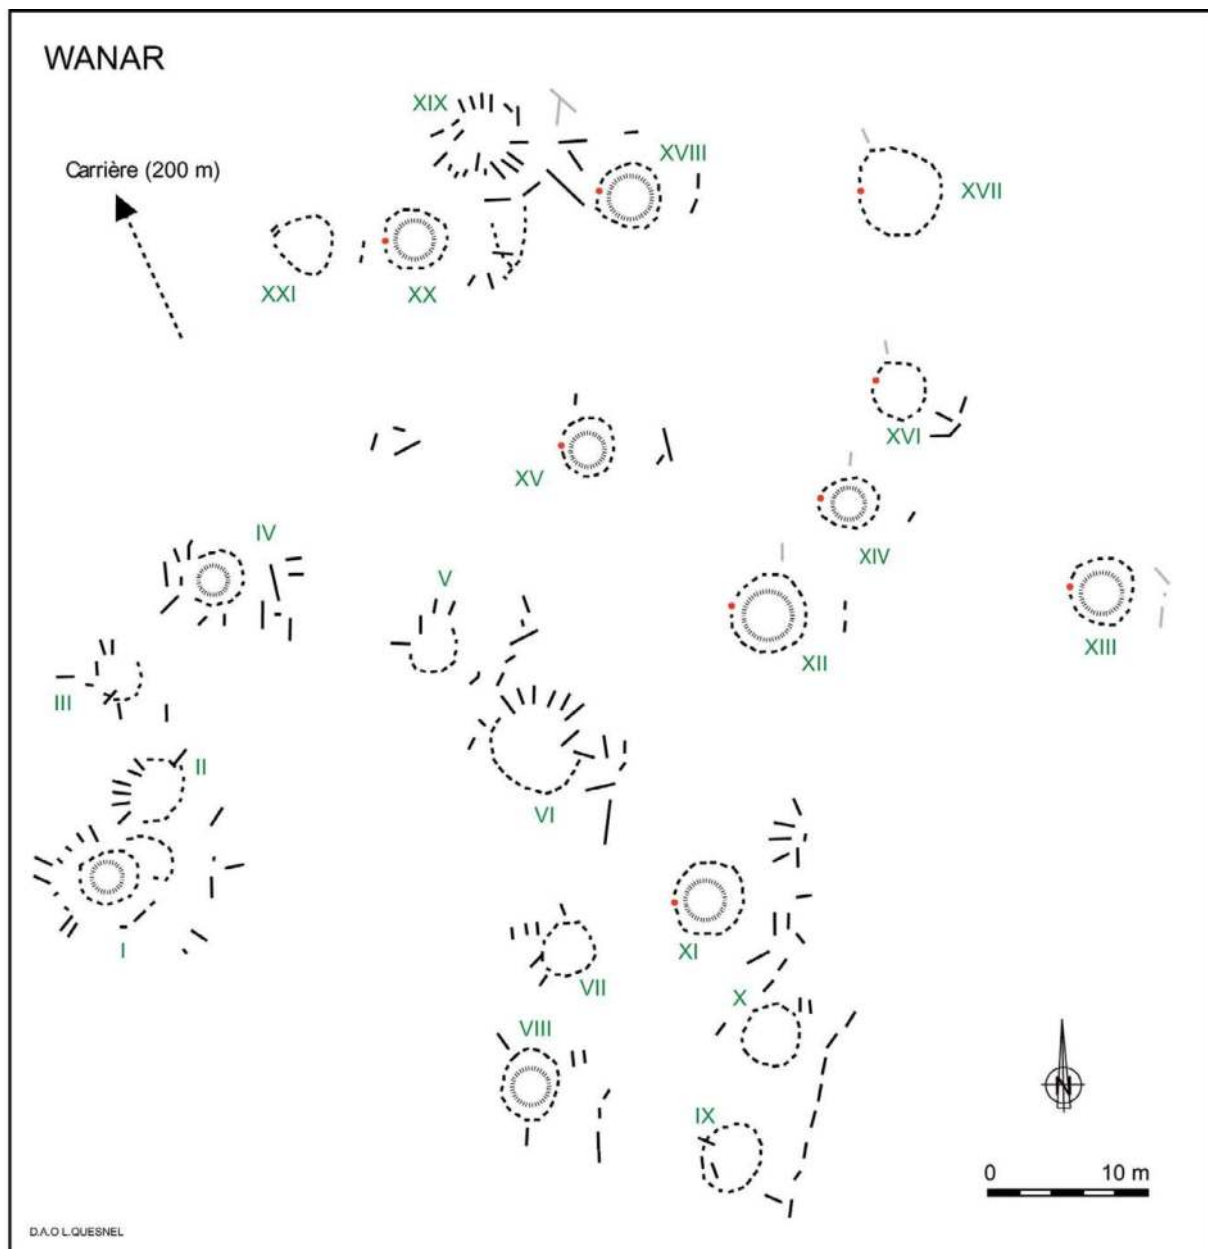 WANAR
XIX
XVIII
Carrière (200 m)
XVII
XXI
XX
XVI
XV
XIV
IV
V
XII
XIII
III
II
VI
XI
I
VII
X
VIII
N
IX
0
10 m
D.A.O L.QUESNEL